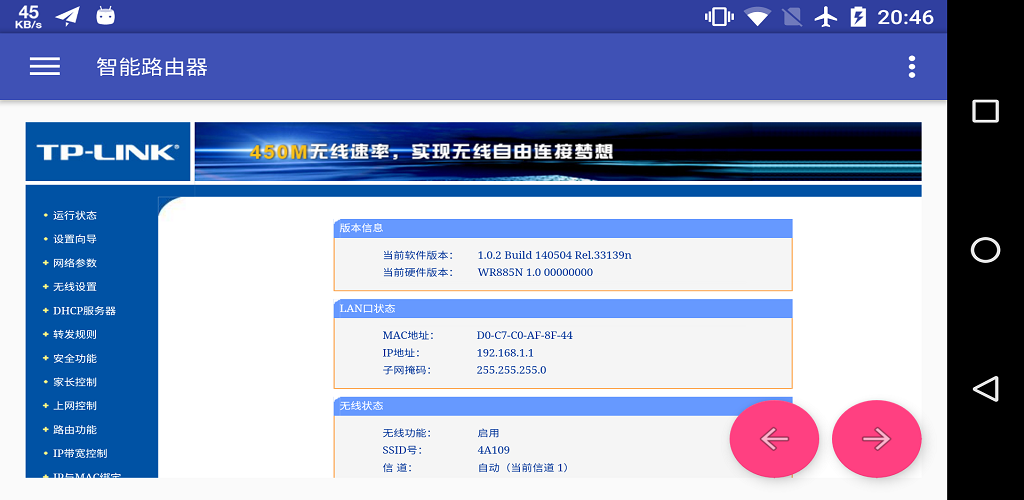 45
KB/s
20:46
智能路由器
TP-LINK®
450M无线速率，实现无线自由连接梦想
运行状态
设置向导
网络参数
无线设置
DHCP服务器
转发规则
安全功能
家长控制
上网控制
路由功能
IP带宽控制
IP与MAC绑定
版本信息
当前软件版本： 1.0.2 Build 140504 Rel.33139n
当前硬件版本： WR885N 1.0 00000000
LAN口状态
MAC地址： D0-C7-C0-AF-8F-44
IP地址： 192.168.1.1
子网掩码： 255.255.255.0
无线状态
无线功能： 启用
SSID号： 4A109
信 道： 自动（当前信道 1）